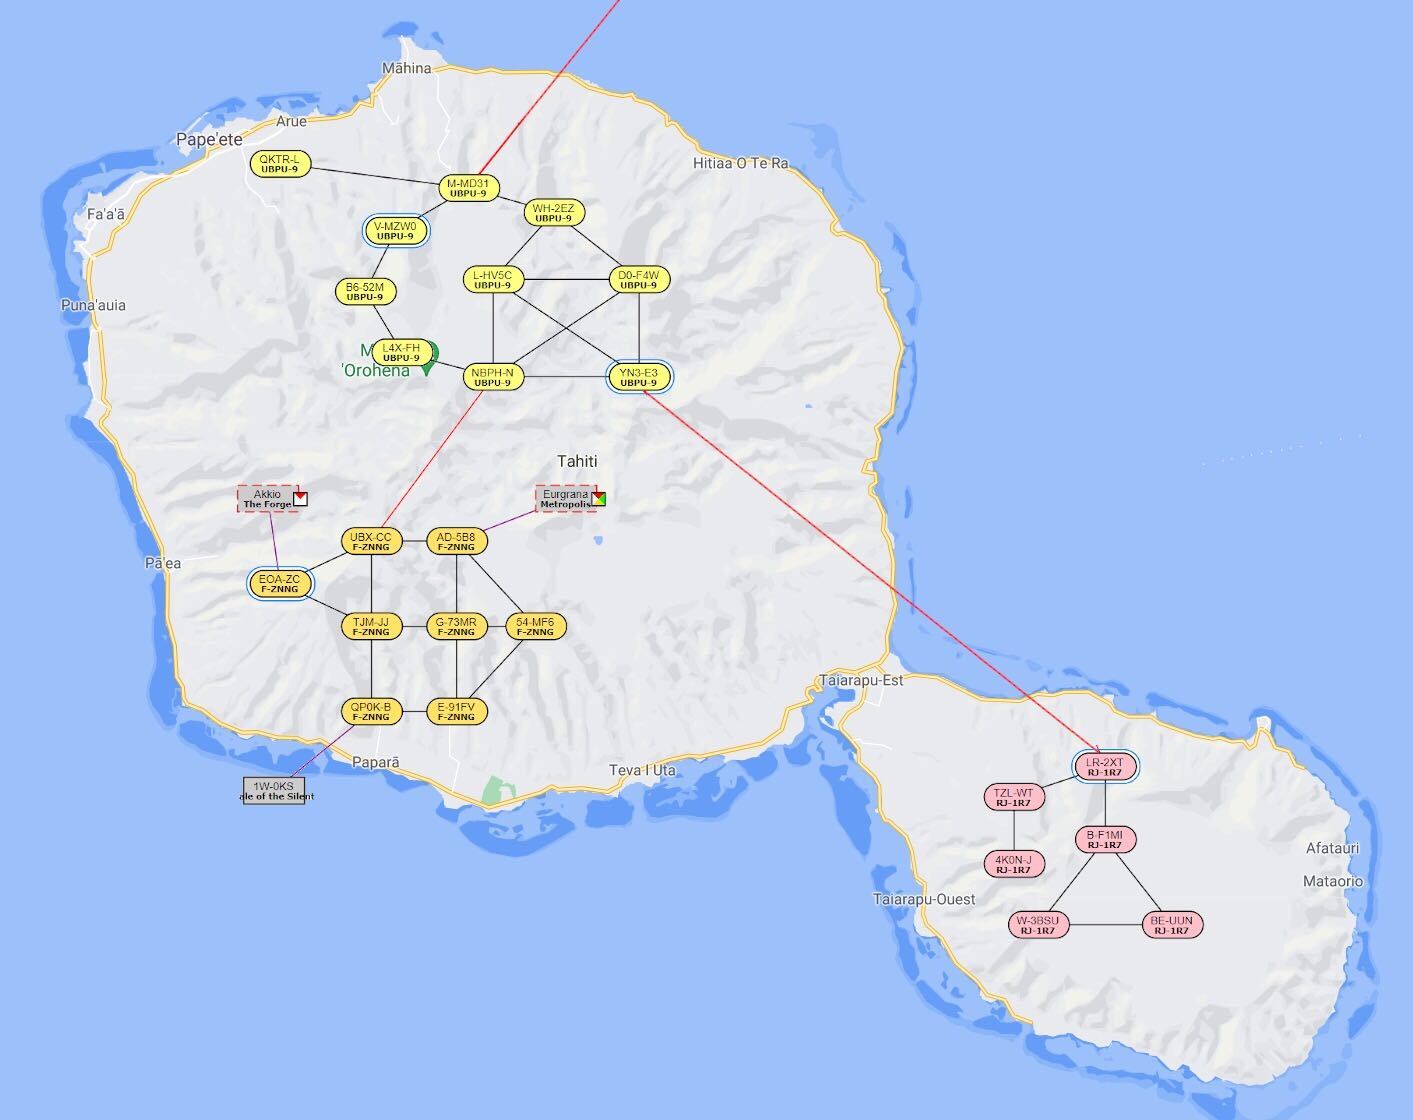 Māhina
Arue
Pape'ete
QKTR-L
UBPU-9
Hitiaa O Te Ra
M-MD31
UBPU-9
WH-2EZ
UBPU-9
Fa'a'ā
V-MZW0
UBPU-9
L-HV5C
UBPU-9
D0-F4W
UBPU-9
B6-52M
UBPU-9
Puna'auia
L4X-FH
UBPU-9
'Orohena
NBPH-N
UBPU-9
YN3-E3
UBPU-9
Tahiti
Akkio
The Forge
Eurgrana
Metropolis
UBX-CC
F-ZNNG
AD-5B8
F-ZNNG
Pā'ea
EOA-ZC
F-ZNNG
TJM-JJ
F-ZNNG
G-73MR
F-ZNNG
54-MF6
F-ZNNG
Taiarapu-Est
QP0K-B
F-ZNNG
E-91FV
F-ZNNG
Papara
Teva I Uta
1W-0KS
ale of the Silent
LR-2XT
RJ-1R7
TZL-WT
RJ-1R7
B-F1MI
RJ-1R7
4K0N-J
RJ-1R7
Afatauri
Mataorio
Taiarapu-Ouest
W-3BSU
RJ-1R7
BE-UUN
RJ-1R7